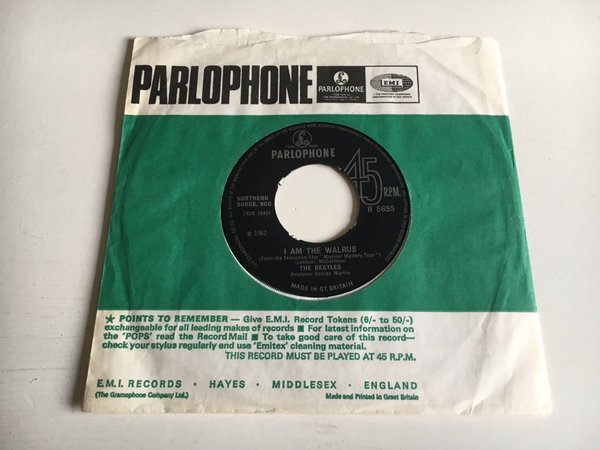 PARLOPHONE
PARLOPHONE
EMI
PARLOPHONE
45
R.P.M.
NORTHERN
SONGS, NCB
R 5655
℗ 1967
I AM THE WALRUS
(From the Television film "Magical Mystery Tour")
(Lennon - McCartney)
THE BEATLES
Producer George Martin
MADE IN GT. BRITAIN
★ POINTS TO REMEMBER — Give E.M.I. Record Tokens (6/- to 50/-)
exchangeable for all leading makes of records ■ For latest information on
the 'POPS' read the Record Mail ■ To take good care of this record—
check your stylus regularly and use 'Emitex' cleaning material.
THIS RECORD MUST BE PLAYED AT 45 R.P.M.
E.M.I. RECORDS · HAYES · MIDDLESEX · ENGLAND
(The Gramophone Company Ltd.) Made and Printed in Great Britain